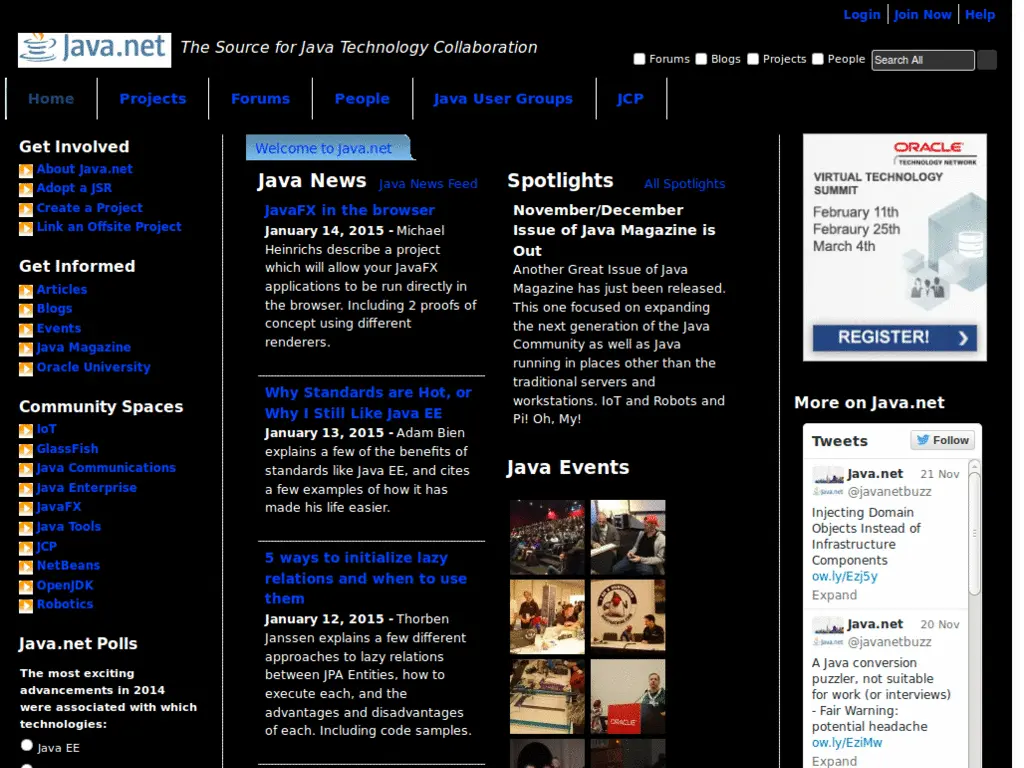 Login Join Now Help
Java.net The Source for Java Technology Collaboration
Forums Blogs Projects People Search All
Home Projects Forums People Java User Groups JCP
Get Involved
About Java.net
Adopt a JSR
Create a Project
Link an Offsite Project
Get Informed
Articles
Blogs
Events
Java Magazine
Oracle University
Community Spaces
IoT
GlassFish
Java Communications
Java Enterprise
JavaFX
Java Tools
JCP
NetBeans
OpenJDK
Robotics
Java.net Polls
The most exciting
advancements in 2014
were associated with which
technologies:
Java EE
Welcome to Java.net
Java News Java News Feed
JavaFX in the browser
January 14, 2015 - Michael
Heinrichs describe a project
which will allow your JavaFX
applications to be run directly in
the browser. Including 2 proofs of
concept using different
renderers.
Why Standards are Hot, or
Why I Still Like Java EE
January 13, 2015 - Adam Bien
explains a few of the benefits of
standards like Java EE, and cites
a few examples of how it has
made his life easier.
5 ways to initialize lazy
relations and when to use
them
January 12, 2015 - Thorben
Janssen explains a few different
approaches to lazy relations
between JPA Entities, how to
execute each, and the
advantages and disadvantages
of each. Including code samples.
Spotlights All Spotlights
November/December
Issue of Java Magazine is
Out
Another Great Issue of Java
Magazine has just been released.
This one focused on expanding
the next generation of the Java
Community as well as Java
running in places other than the
traditional servers and
workstations. IoT and Robots and
Pi! Oh, My!
Java Events
ORACLE
ORACLE
TECHNOLOGY NETWORK
VIRTUAL TECHNOLOGY
SUMMIT
February 11th
Febraury 25th
March 4th
REGISTER!
More on Java.net
Tweets Follow
Java.net 21 Nov
@javanetbuzz
Injecting Domain
Objects Instead of
Infrastructure
Components
ow.ly/Ezj5y
Expand
Java.net 20 Nov
@javanetbuzz
A Java conversion
puzzler, not suitable
for work (or interviews)
- Fair Warning:
potential headache
ow.ly/EziMw
Expand